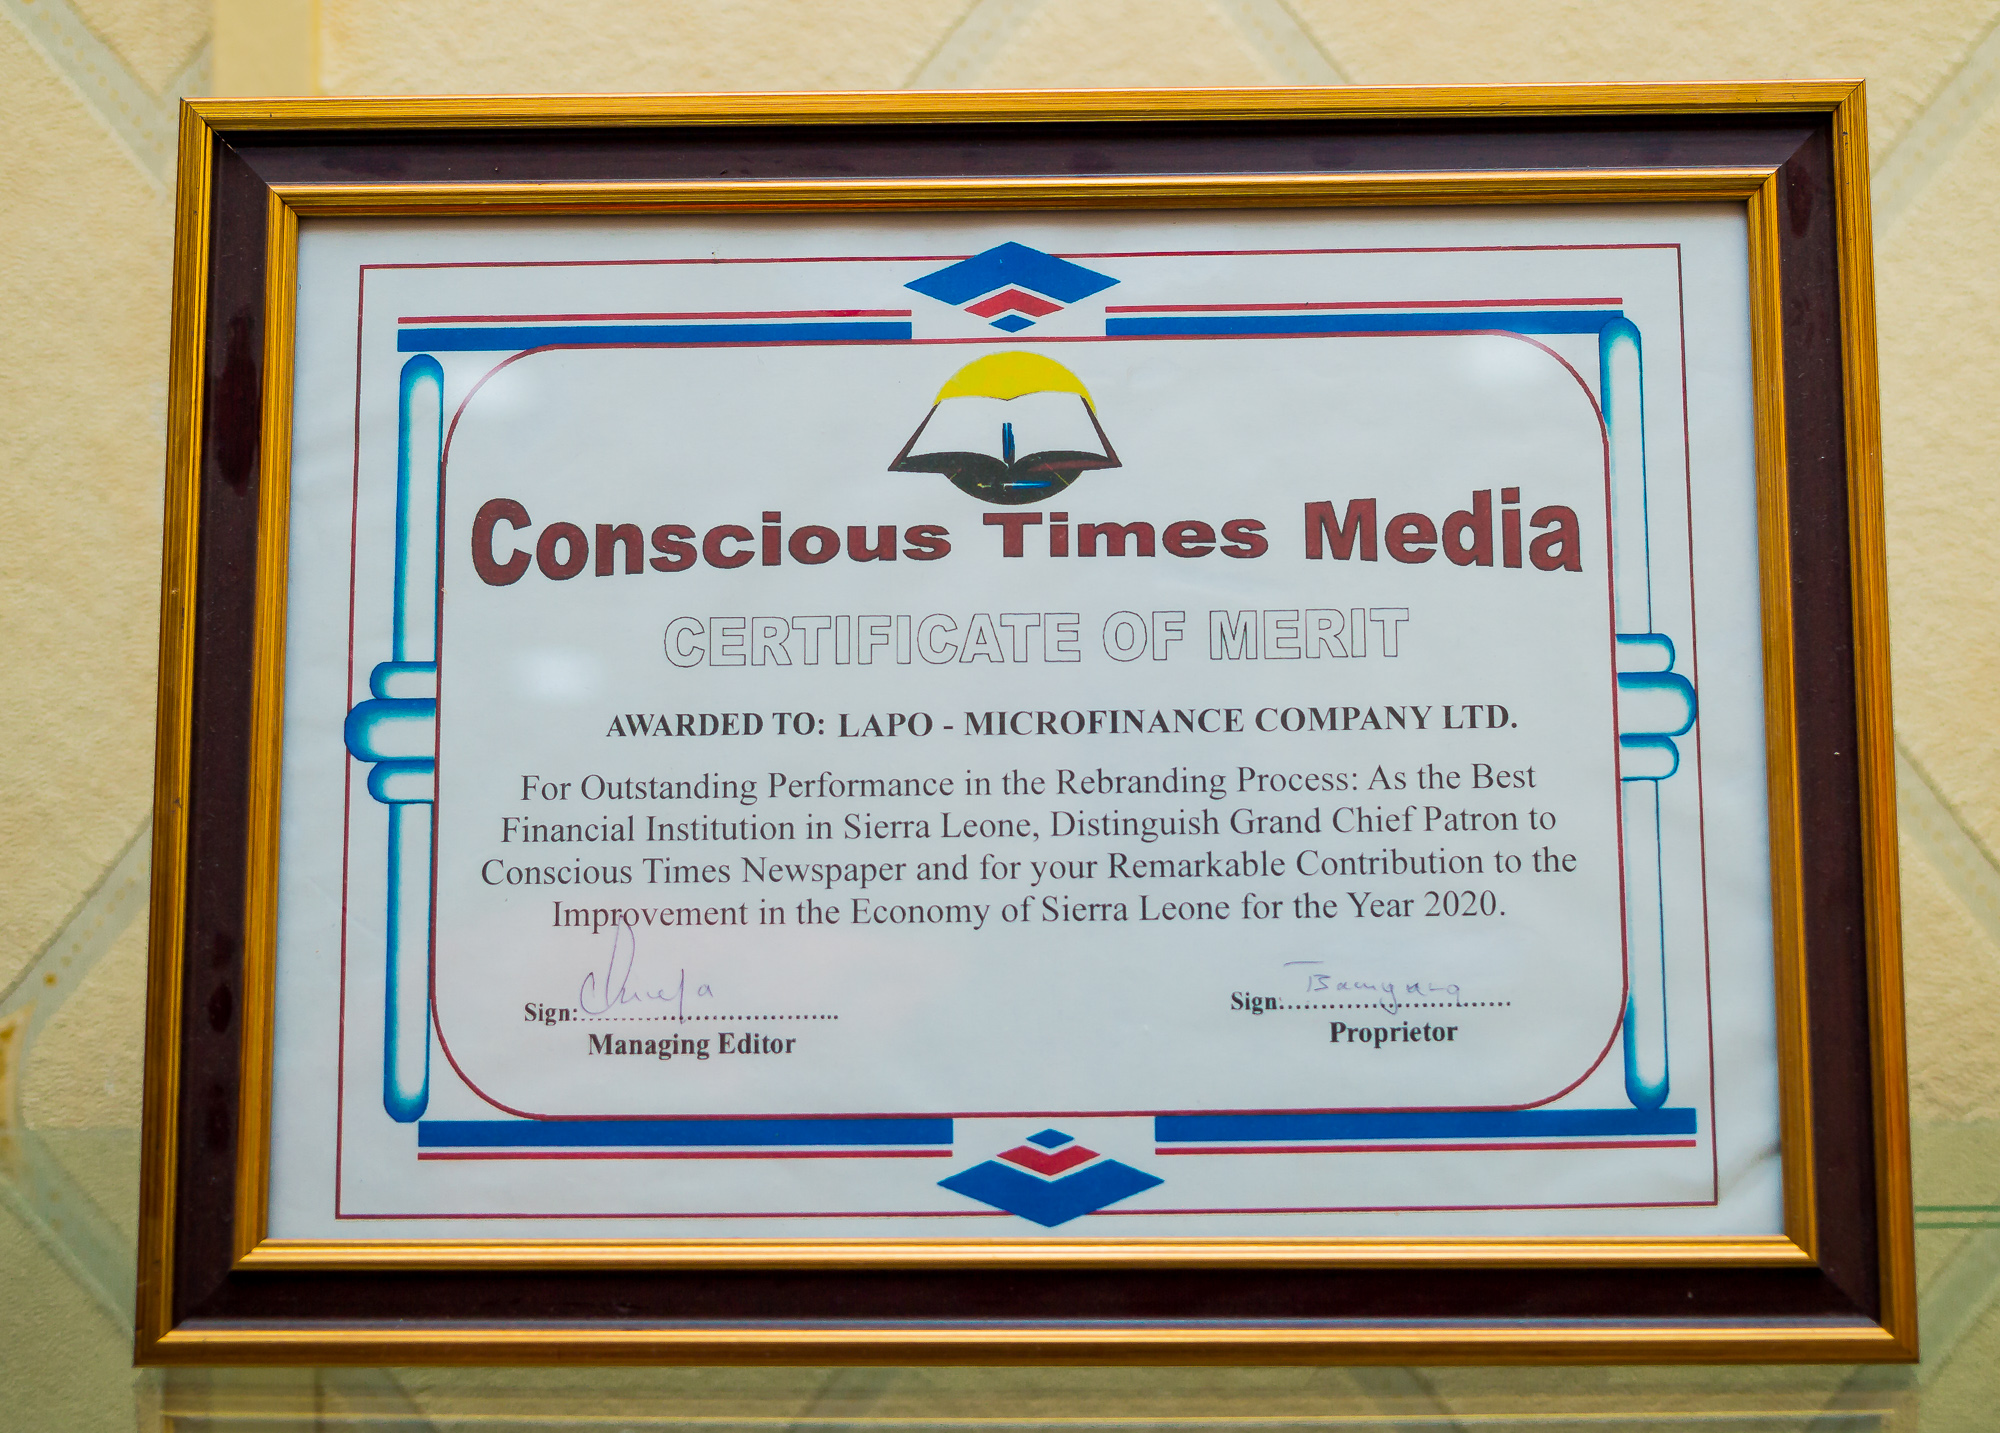 Conscious Times Media
CERTIFICATE OF MERIT
AWARDED TO: LAPO - MICROFINANCE COMPANY LTD.
For Outstanding Performance in the Rebranding Process: As the Best
Financial Institution in Sierra Leone, Distinguish Grand Chief Patron to
Conscious Times Newspaper and for your Remarkable Contribution to the
Improvement in the Economy of Sierra Leone for the Year 2020.
Sign:
Managing Editor
Sign:
Proprietor